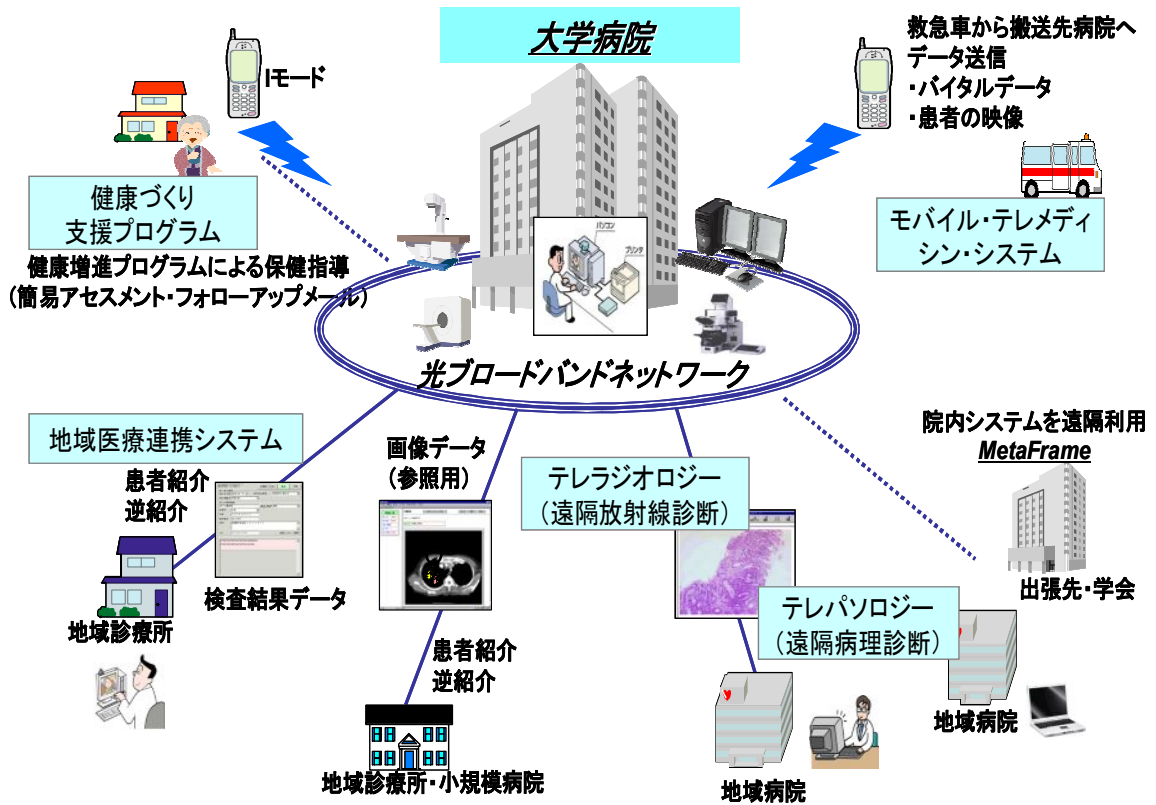 大学病院
Iモード
救急車から搬送先病院へ
データ送信
・バイタルデータ
・患者の映像
健康づくり
支援プログラム
健康増進プログラムによる保健指導
(簡易アセスメント・フォローアップメール)
モバイル・テレメディ
シン・システム
パソコン
プリンタ
光ブロードバンドネットワーク
地域医療連携システム
患者紹介
逆紹介
検査結果データ
地域診療所
画像データ
(参照用)
患者紹介
逆紹介
地域診療所・小規模病院
テレラジオロジー
(遠隔放射線診断)
テレパソロジー
(遠隔病理診断)
地域病院
地域病院
院内システムを遠隔利用
MetaFrame
出張先・学会